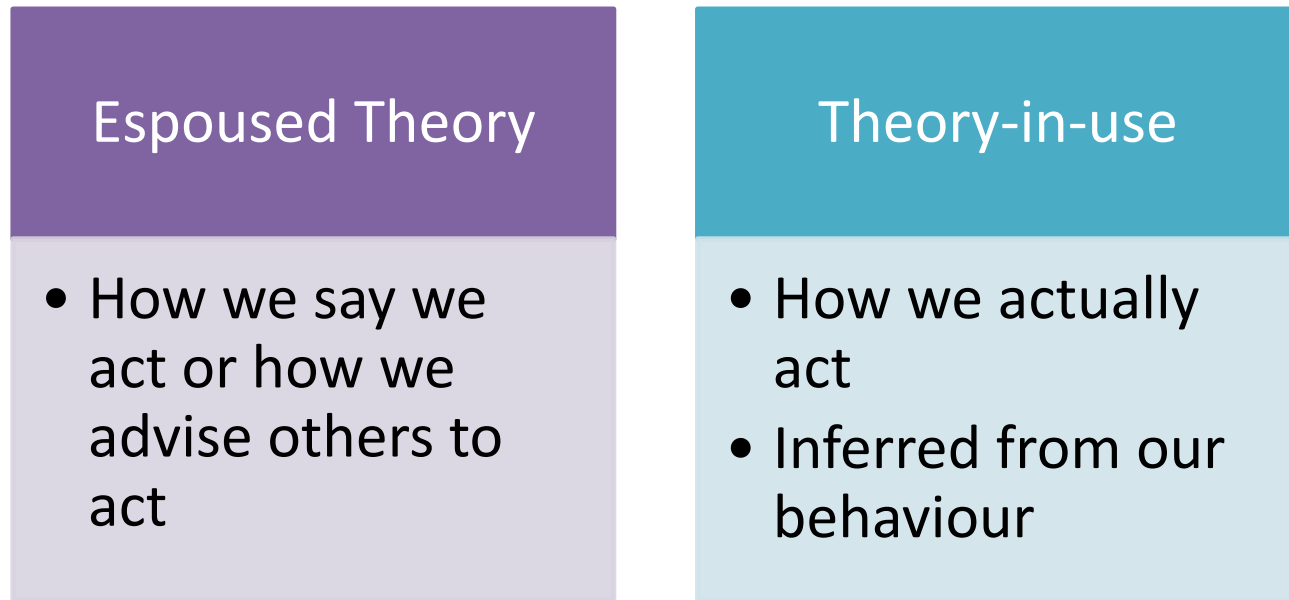 Espoused Theory
• How we say we
act or how we
advise others to
act
Theory-in-use
• How we actually
act
• Inferred from our
behaviour